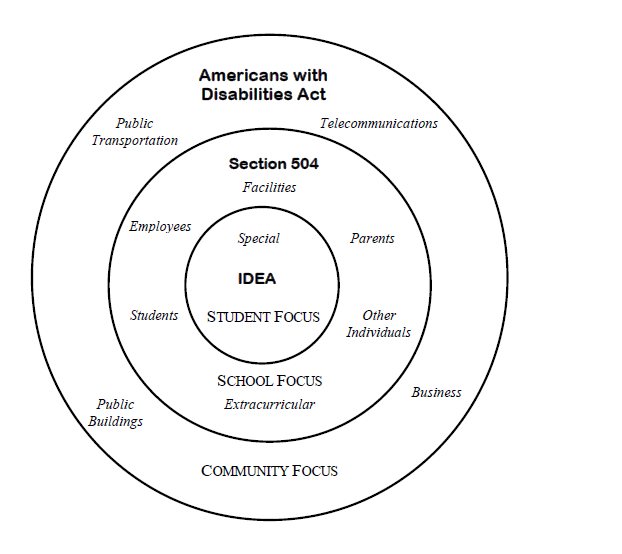 Americans with
Disabilities Act
Public
Transportation
Telecommunications
Section 504
Facilities
Employees
Special
Parents
IDEA
Students
STUDENT FOCUS
Other
Individuals
SCHOOL FOCUS
Extracurricular
Business
Public
Buildings
COMMUNITY FOCUS